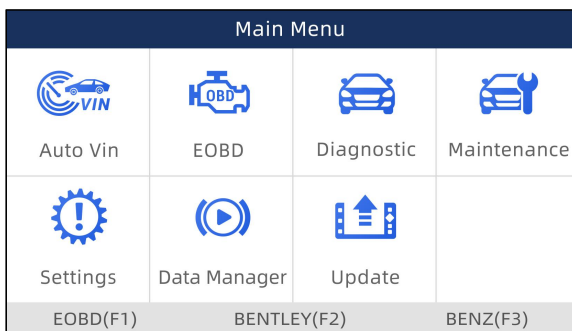 Main Menu
VIN
OBD
Auto Vin
EOBD
Diagnostic
Maintenance
Settings
Data Manager
Update
EOBD(F1)
BENTLEY(F2)
BENZ(F3)